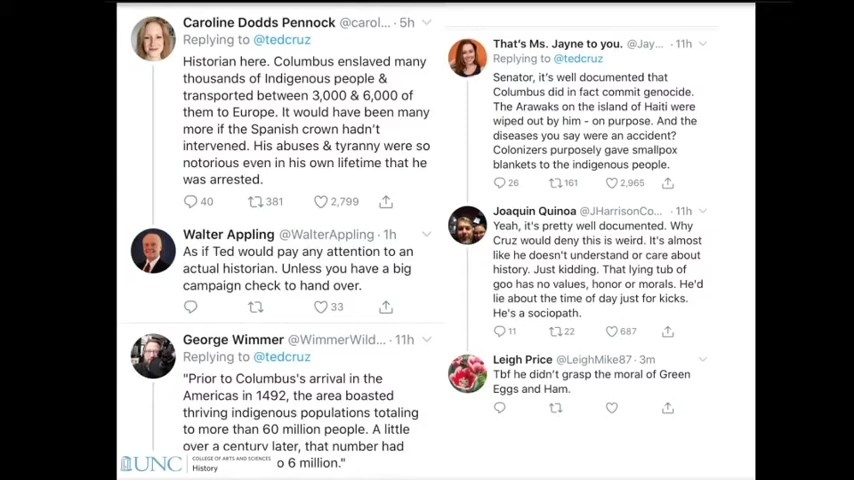 Caroline Dodds Pennock @carol... · 5h
Replying to @tedcruz
Historian here. Columbus enslaved many
thousands of Indigenous people &
transported between 3,000 & 6,000 of
them to Europe. It would have been many
more if the Spanish crown hadn't
intervened. His abuses & tyranny were so
notorious even in his own lifetime that he
was arrested.
40 381 2,799
Walter Appling @WalterAppling · 1h
As if Ted would pay any attention to an
actual historian. Unless you have a big
campaign check to hand over.
33
George Wimmer @WimmerWild... · 11h
Replying to @tedcruz
"Prior to Columbus's arrival in the
Americas in 1492, the area boasted
thriving indigenous populations totaling
to more than 60 million people. A little
over a century later, that number had
o 6 million."
UNC COLLEGE OF ARTS AND SCIENCES
History
That's Ms. Jayne to you. @Jay... · 11h
Replying to @tedcruz
Senator, it's well documented that
Columbus did in fact commit genocide.
The Arawaks on the island of Haiti were
wiped out by him - on purpose. And the
diseases you say were an accident?
Colonizers purposely gave smallpox
blankets to the indigenous people.
26 161 2,965
Joaquin Quinoa @JHarrisonCo... · 11h
Yeah, it's pretty well documented. Why
Cruz would deny this is weird. It's almost
like he doesn't understand or care about
history. Just kidding. That lying tub of
goo has no values, honor or morals. He'd
lie about the time of day just for kicks.
He's a sociopath.
11 22 687
Leigh Price @LeighMike87 · 3m
Tbf he didn't grasp the moral of Green
Eggs and Ham.